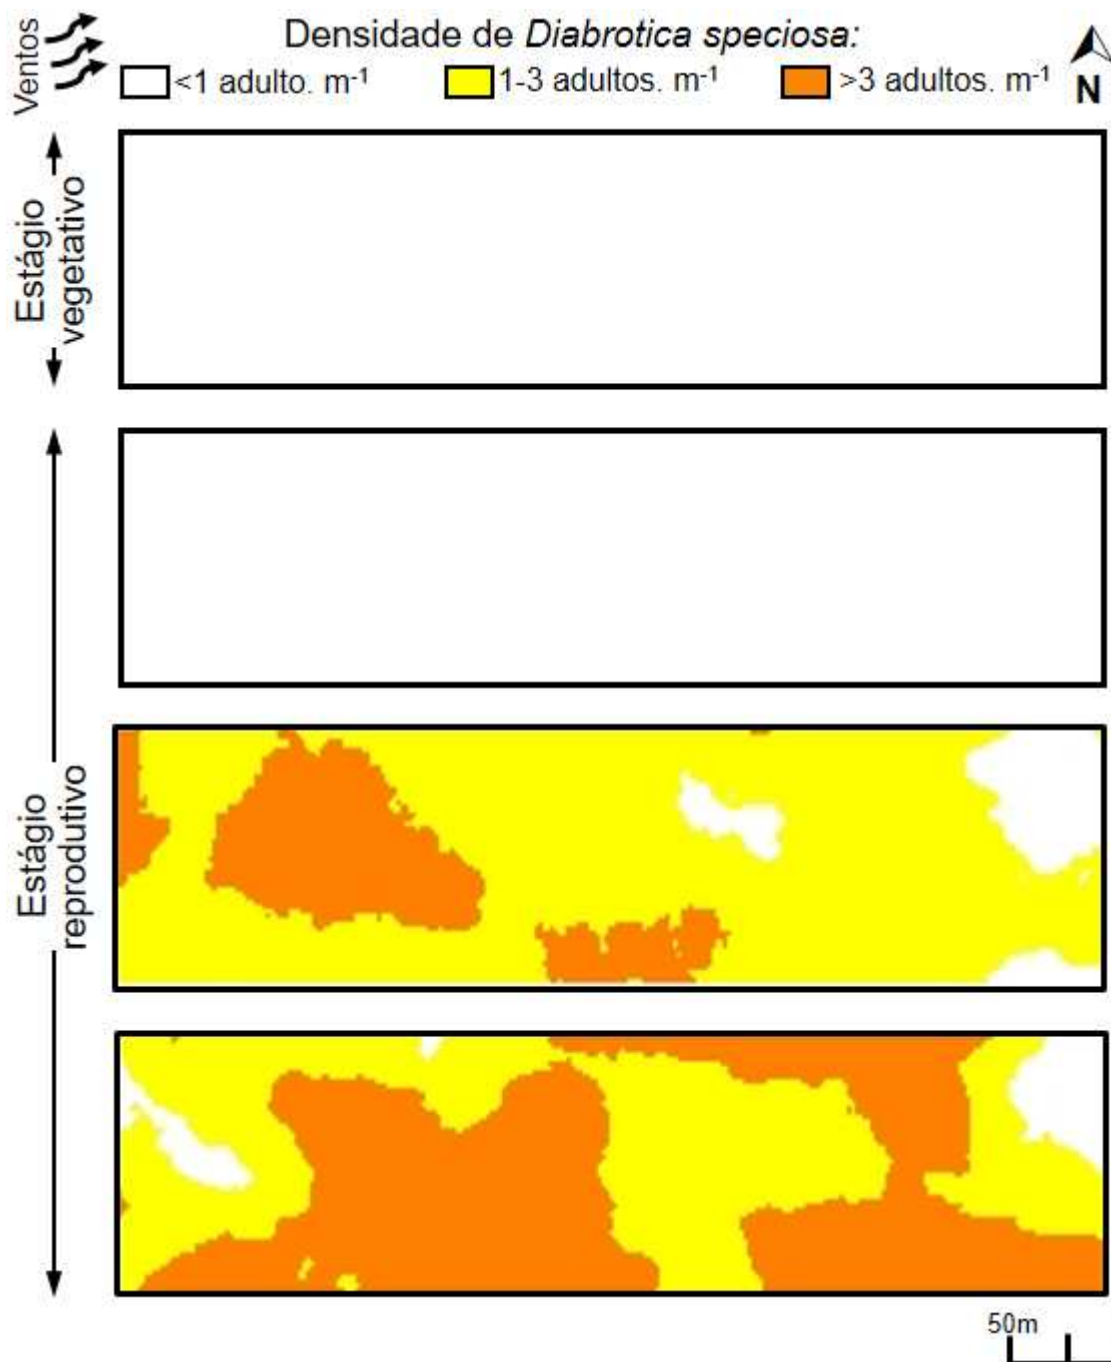 Ventos
Densidade de Diabrotica speciosa:
<1 adulto. m⁻¹
1-3 adultos. m⁻¹
>3 adultos. m⁻¹
N
Estágio
vegetativo
Estágio
reprodutivo
50m